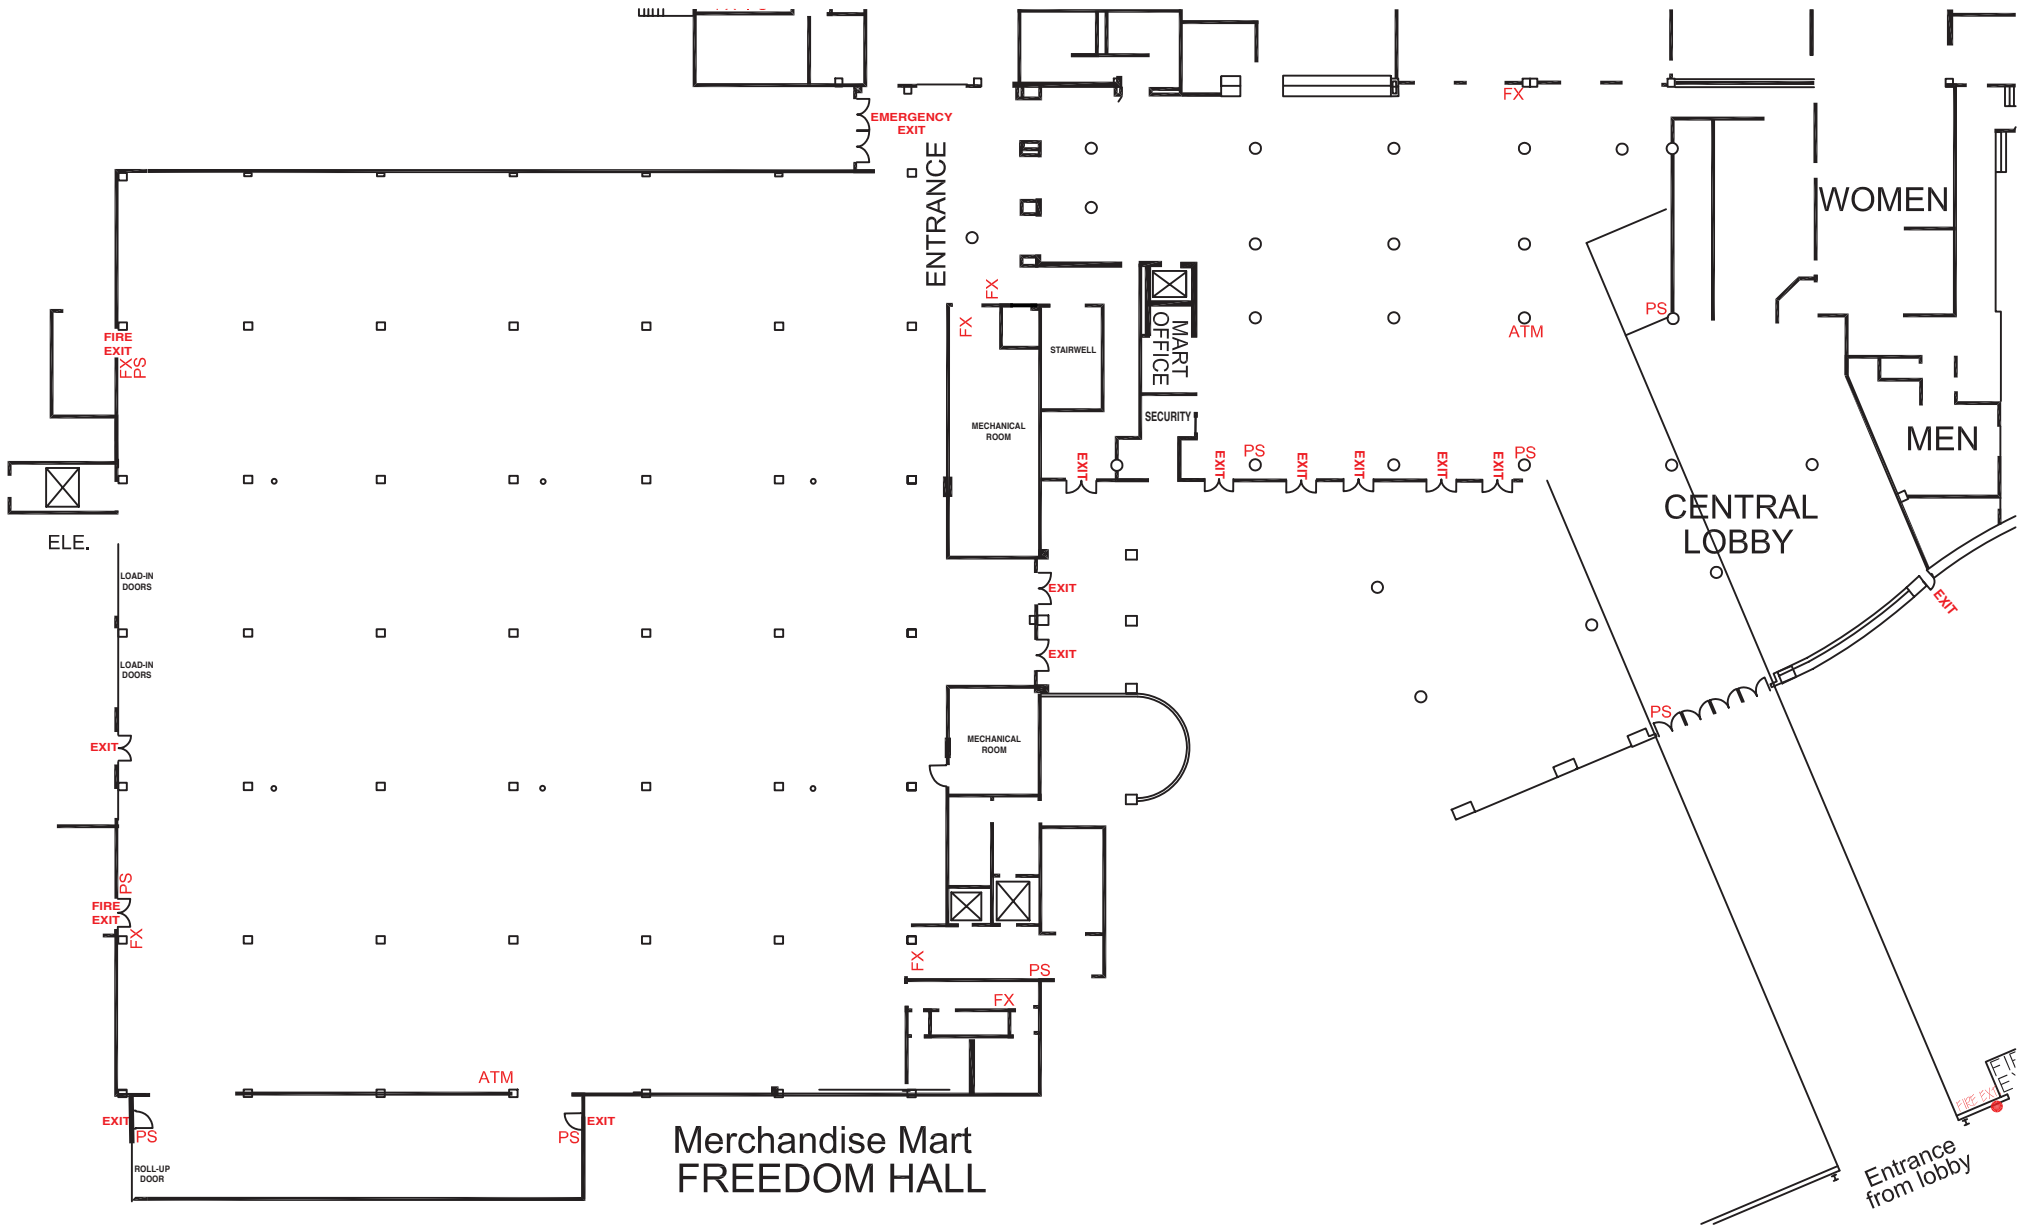 FX
EMERGENCY
EXIT
ENTRANCE
WOMEN
FX
FX
PS
ATM
FIRE
EXIT
FX
PS
STAIRWELL
MART
OFFICE
SECURITY
MECHANICAL
ROOM
MEN
EXIT
EXIT
PS
EXIT
EXIT
EXIT
EXIT
PS
CENTRAL
LOBBY
ELE.
LOAD-IN
DOORS
EXIT
EXIT
LOAD-IN
DOORS
EXIT
PS
EXIT
MECHANICAL
ROOM
PS
FIRE
EXIT
FX
FX
PS
FX
ATM
EXIT
PS
EXIT
PS
ROLL-UP
DOOR
Merchandise Mart
FREEDOM HALL
Entrance
from lobby